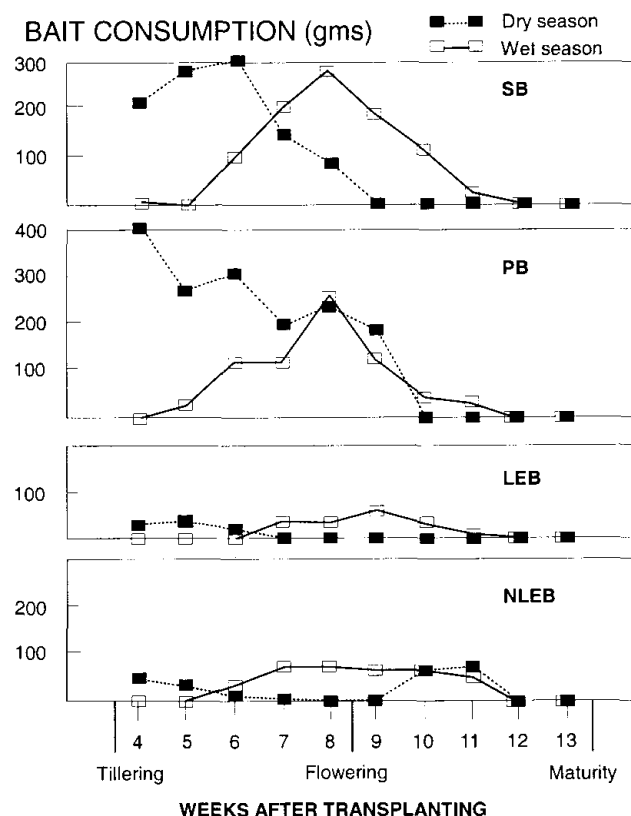 BAIT CONSUMPTION (gms)
Dry season
Wet season
300
200
100
SB
400
300
200
100
PB
100
LEB
200
100
NLEB
4 5 6 7 8 9 10 11 12 13
Tillering Flowering Maturity
WEEKS AFTER TRANSPLANTING